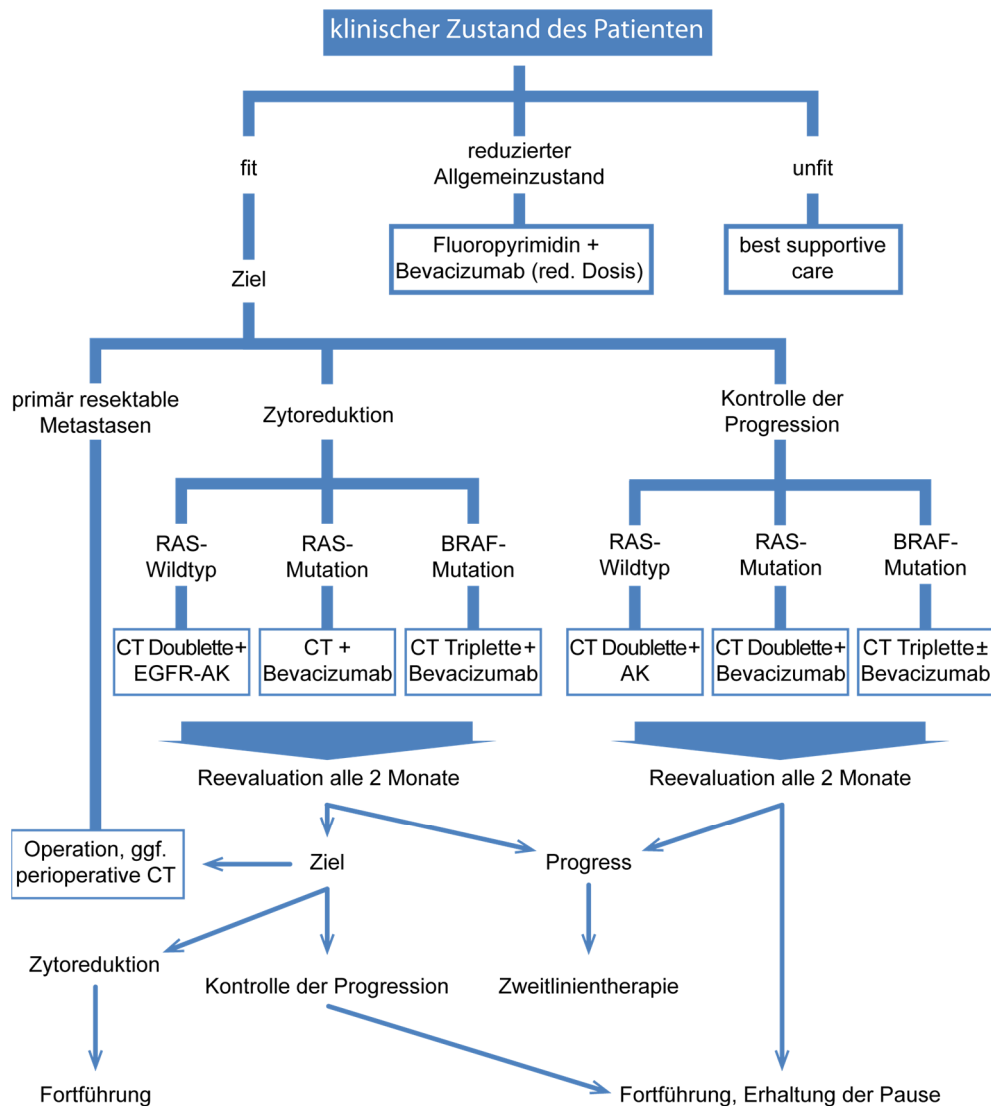 klinischer Zustand des Patienten
fit
reduzierter
Allgemeinzustand
unfit
Fluoropyrimidin +
Bevacizumab (red. Dosis)
best supportive
care
Ziel
primär resektable
Metastasen
Zytoreduktion
Kontrolle der
Progression
RAS-
Wildtyp
RAS-
Mutation
BRAF-
Mutation
RAS-
Wildtyp
RAS-
Mutation
BRAF-
Mutation
CT Doublette+
EGFR-AK
CT +
Bevacizumab
CT Triplette+
Bevacizumab
CT Doublette+
AK
CT Doublette+
Bevacizumab
CT Triplette±
Bevacizumab
Reevaluation alle 2 Monate
Reevaluation alle 2 Monate
Operation, ggf.
perioperative CT
Ziel
Progress
Zytoreduktion
Kontrolle der Progression
Zweitlinientherapie
Fortführung
Fortführung, Erhaltung der Pause